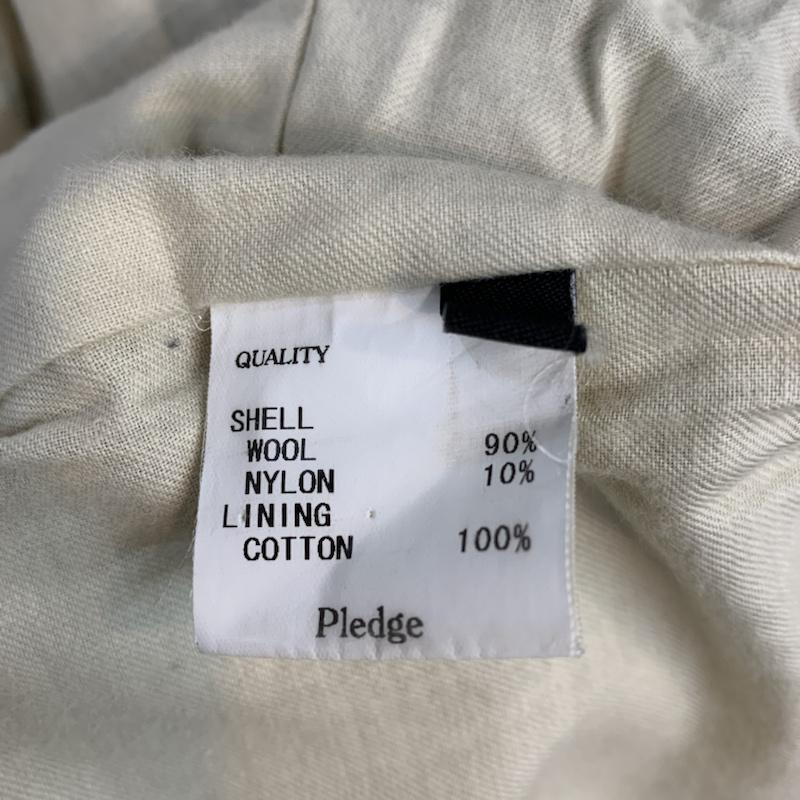 QUALITY
SHELL
WOOL 90%
NYLON 10%
LINING
COTTON 100%
Pledge